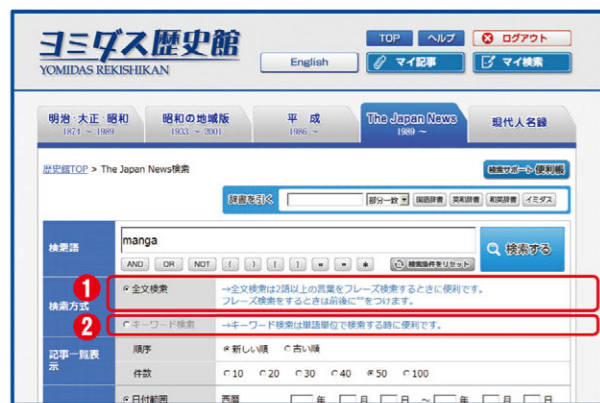 ヨミダス歴史館
YOMIDAS REKISHIKAN
English
TOP ヘルプ ログアウト
マイ記事 マイ検索
明治・大正・昭和 1874 ～ 1989
昭和の地域版 1933 ～ 2001
平成 1986 ～
The Japan News 1989 ～
現代人名録
歴史館TOP > The Japan News検索
検索サポート 便利帳
辞書を引く 部分一致 国語辞書 英和辞書 和英辞書 イミダス
検索語 manga
AND OR NOT ( ) [ ] " " * 検索条件をリセット
検索する
検索方式
1 全文検索 →全文検索は2語以上の言葉をフレーズ検索するときに便利です。
フレーズ検索をするときは前後に""をつけます。
2 キーワード検索 →キーワード検索は単語単位で検索する時に便利です。
記事一覧表示
順序 新しい順 古い順
件数 10 20 30 40 50 100
日付範囲 西暦 年 月 日 ～ 年 月 日